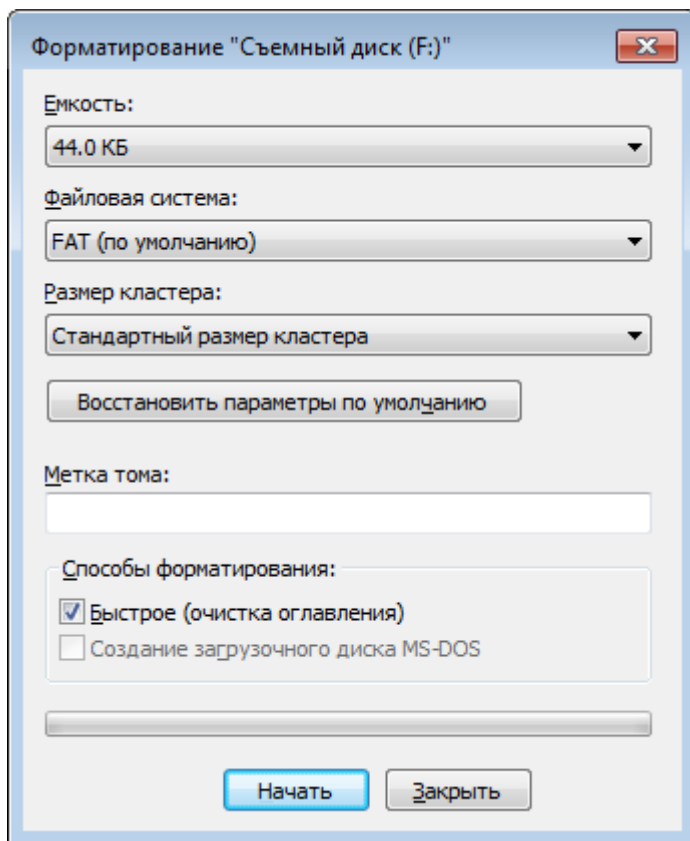 Форматирование "Съемный диск (F:)"
Емкость:
44.0 КБ
Файловая система:
FAT (по умолчанию)
Размер кластера:
Стандартный размер кластера
Восстановить параметры по умолчанию
Метка тома:
Способы форматирования:
Быстрое (очистка оглавления)
Создание загрузочного диска MS-DOS
Начать Закрыть